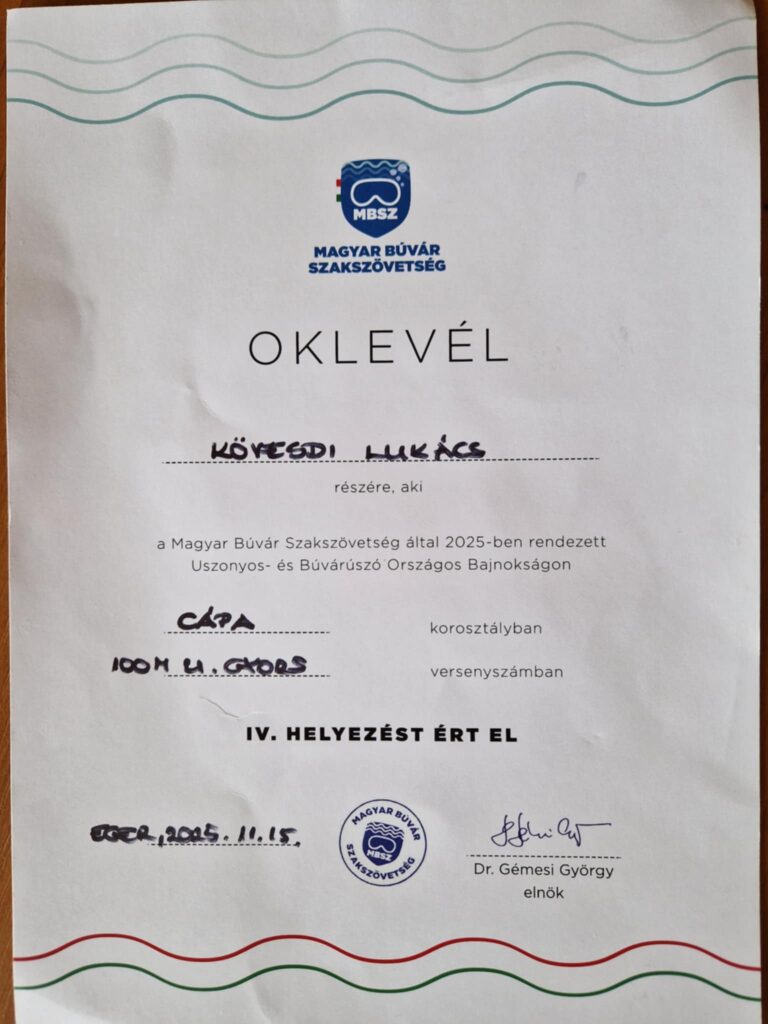 MBSZ
MAGYAR BÚVÁR
SZAKSZÖVETSÉG
OKLEVÉL
KÖVESDI LUKÁCS
részére, aki
a Magyar Búvár Szakszövetség által 2025-ben rendezett
Uszonyos- és Búvárúszó Országos Bajnokságon
CÁPA korosztályban
100M U. GYORS versenyszámban
IV. HELYEZÉST ÉRT EL
EGER, 2025. 11. 15.
MAGYAR BÚVÁR
MBSZ
SZAKSZÖVETSÉG
Dr. Gémesi György
elnök